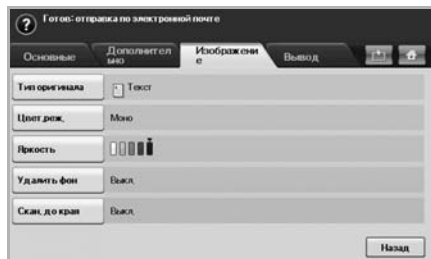 Готов: отправка по электронной почте
Основные
Дополнител
ьно
Изображени
е
Вывод
Тип оригинала
Текст
Цвет.реж.
Моно
Яркость
Удалить фон
Выкл.
Скан. до края
Выкл.
Назад